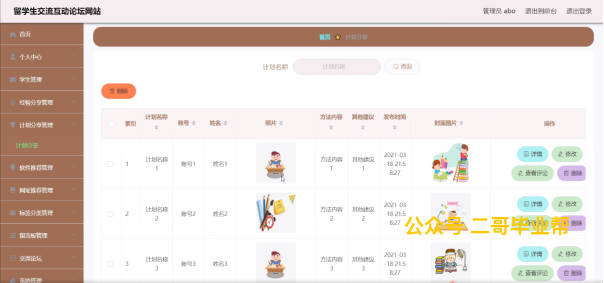 留学生交流互动论坛网站
管理员 abo 退出到前台 退出登录
首页
个人中心
学生管理
经验分享管理
计划分享管理
计划分享
软件推荐管理
网站推荐管理
标签分类管理
留言板管理
交流论坛
系统管理
首页 计划分享
计划名称 计划名称 查询
删除
索引 计划名称 账号 姓名 照片 方法内容 其他建议 发布时间 封面图片 操作
1 计划名称1 账号1 姓名1 方法内容1 其他建议1 2021-03-18 21:58:27 详情 修改
查看评论 删除
2 计划名称2 账号2 姓名2 方法内容2 其他建议2 2021-03-18 21:58:27 详情 修改
查看评论 删除
公众号 二哥毕业帮
3 计划名称3 账号3 姓名3 方法内容3 其他建议3 2021-03-18 21:58:27 详情 修改
查看评论 删除